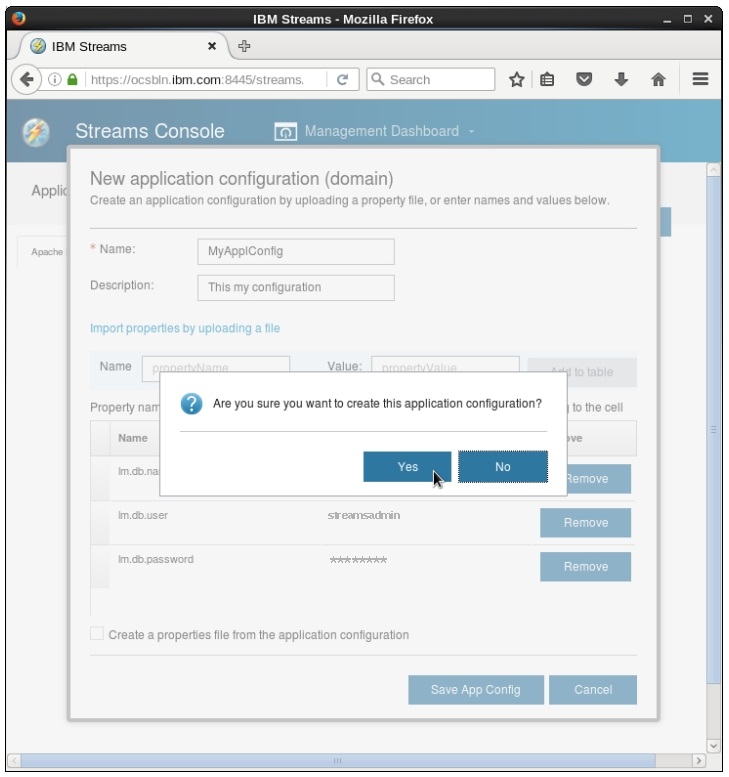 IBM Streams - Mozilla Firefox
IBM Streams
https://ocsbln.ibm.com:8445/streams.
Search
Streams Console
Management Dashboard
Applic
New application configuration (domain)
Create an application configuration by uploading a property file, or enter names and values below.
Apache
* Name:
MyApplConfig
Description:
This my configuration
Import properties by uploading a file
Name
propertyName
Value:
propertyValue
Add to table
Property nam
g to the cell
Are you sure you want to create this application configuration?
Name
ove
Yes
No
lm.db.na
Remove
lm.db.user
streamsadmin
Remove
lm.db.password
********
Remove
Create a properties file from the application configuration
Save App Config
Cancel